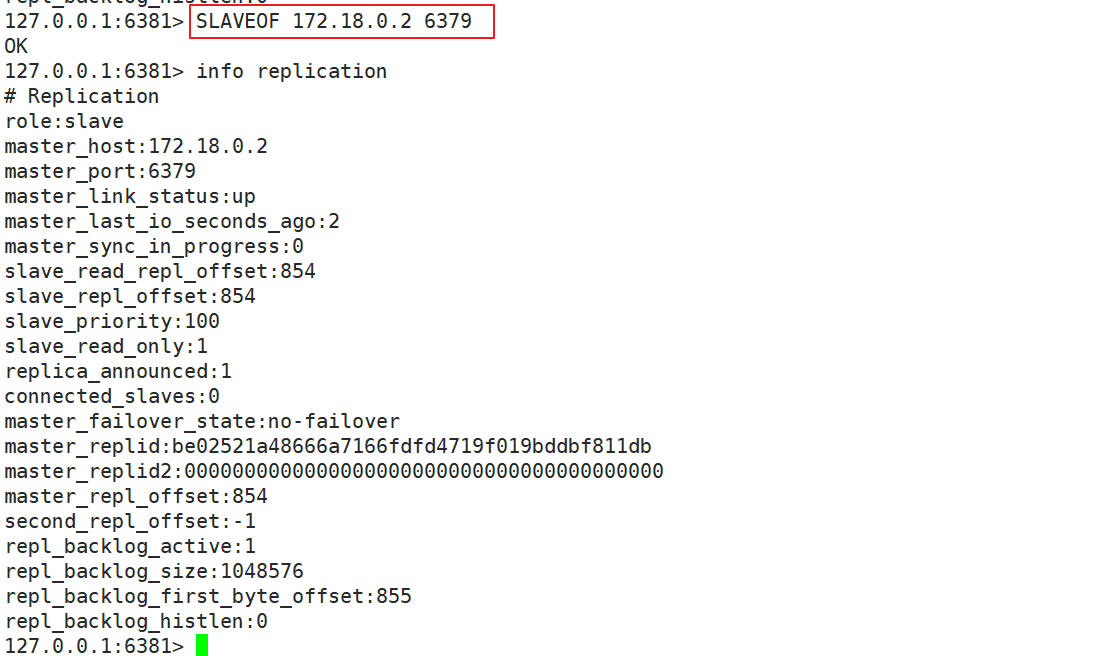 repl_backlog_histlen:0
127.0.0.1:6381> SLAVEOF 172.18.0.2 6379
OK
127.0.0.1:6381> info replication
# Replication
role:slave
master_host:172.18.0.2
master_port:6379
master_link_status:up
master_last_io_seconds_ago:2
master_sync_in_progress:0
slave_read_repl_offset:854
slave_repl_offset:854
slave_priority:100
slave_read_only:1
replica_announced:1
connected_slaves:0
master_failover_state:no-failover
master_replid:be02521a48666a7166fdfd4719f019bddbf811db
master_replid2:0000000000000000000000000000000000000000
master_repl_offset:854
second_repl_offset:-1
repl_backlog_active:1
repl_backlog_size:1048576
repl_backlog_first_byte_offset:855
repl_backlog_histlen:0
127.0.0.1:6381>